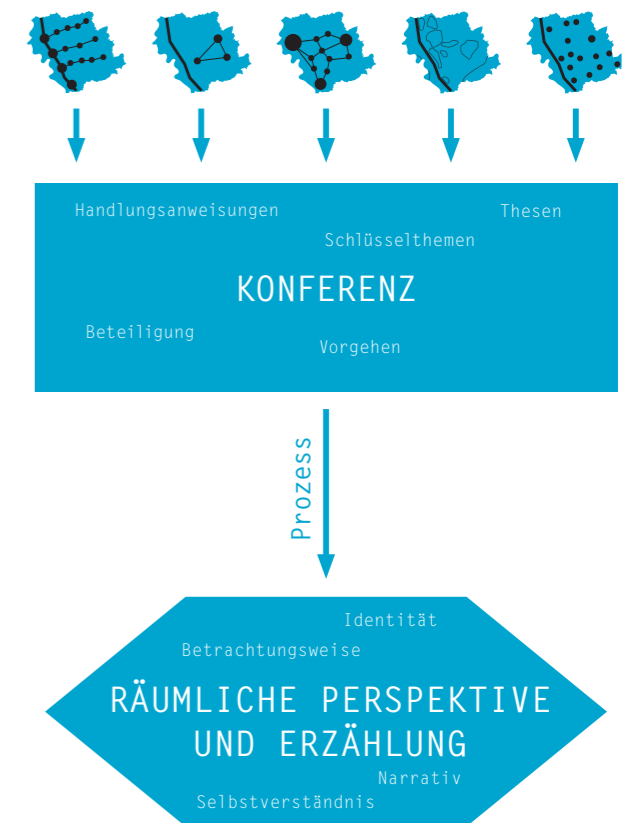 Handlungsanweisungen
Thesen
Schlüsselthemen
KONFERENZ
Beteiligung
Vorgehen
Prozess
Identität
Betrachtungsweise
RÄUMLICHE PERSPEKTIVE
UND ERZÄHLUNG
Narrativ
Selbstverständnis